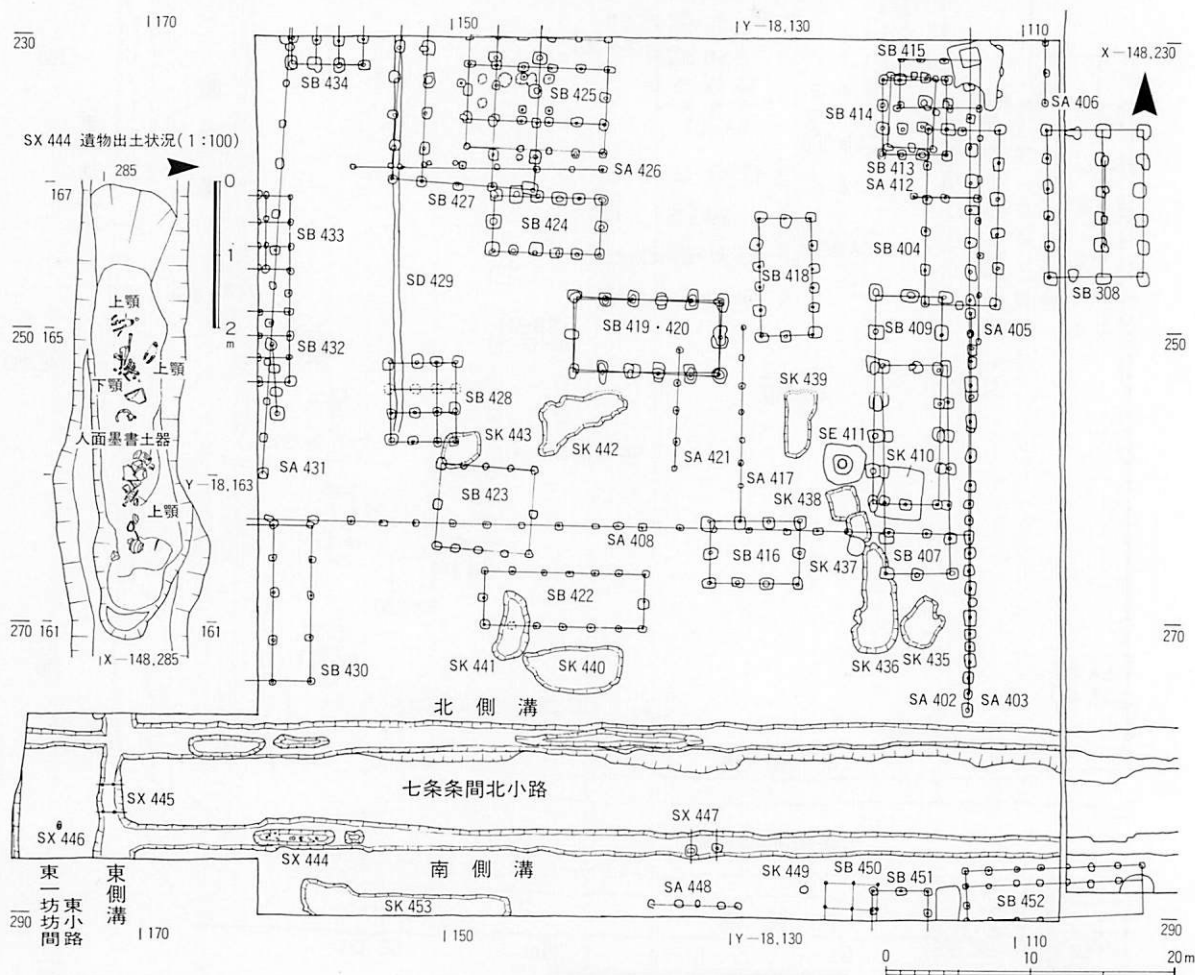 230
170
150
Y-18,130
110
X-148,230
SB 434
SB 425
SB 415
SB 414
SA 406
SX 444 遺物出土状況(1:100)
285
167
0
1
2
m
SA 426
SB 413
SA 412
SB 427
SB 424
SB 433
SB 404
SB 418
SB 308
SD 429
上顎
250
165
SB 419・420
SB 409
SA 405
250
SB 432
上顎
下顎
SB 428
SK 439
SK 443
SK 442
SE 411
SK 410
人面墨書土器
SA 421
SA 417
SA 431
Y-18,163
SB 423
SK 438
上顎
SA 408
SB 416
SK 437
SB 407
SB 422
270
161
161
270
X-148,285
SB 430
SK 441
SK 440
SK 436
SK 435
SA 402
SA 403
北側溝
七条条間北小路
SX 445
SX 446
SX 447
SX 444
南側溝
SK 449
SB 450
SB 451
SA 448
SB 452
SK 453
東一坊坊間
東小路
東側溝
290
170
150
Y-18,130
110
290
0
10
20m